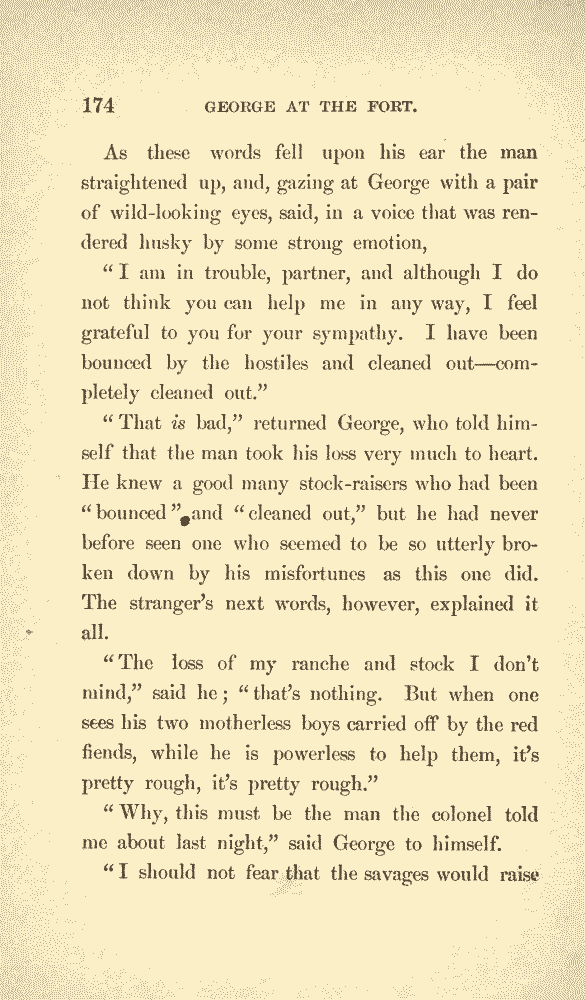 174 GEORGE AT THE FORT.
As these words fell upon his ear the man
straightened up, and, gazing at George with a pair
of wild-looking eyes, said, in a voice that was ren-
dered husky by some strong emotion,
“I am in trouble, partner, and although I do
not think you can help me in any way, I feel
grateful to you for your sympathy. I have been
bounced by the hostiles and cleaned out—com-
pletely cleaned out.”
“That is bad,” returned George, who told him-
self that the man took his loss very much to heart.
He knew a good many stock-raisers who had been
“bounced” and “cleaned out,” but he had never
before seen one who seemed to be so utterly bro-
ken down by his misfortunes as this one did.
The stranger’s next words, however, explained it
all.
“The loss of my ranche and stock I don’t
mind,” said he; “that’s nothing. But when one
sees his two motherless boys carried off by the red
fiends, while he is powerless to help them, it’s
pretty rough, it’s pretty rough.”
“Why, this must be the man the colonel told
me about last night,” said George to himself.
“I should not fear that the savages would raise